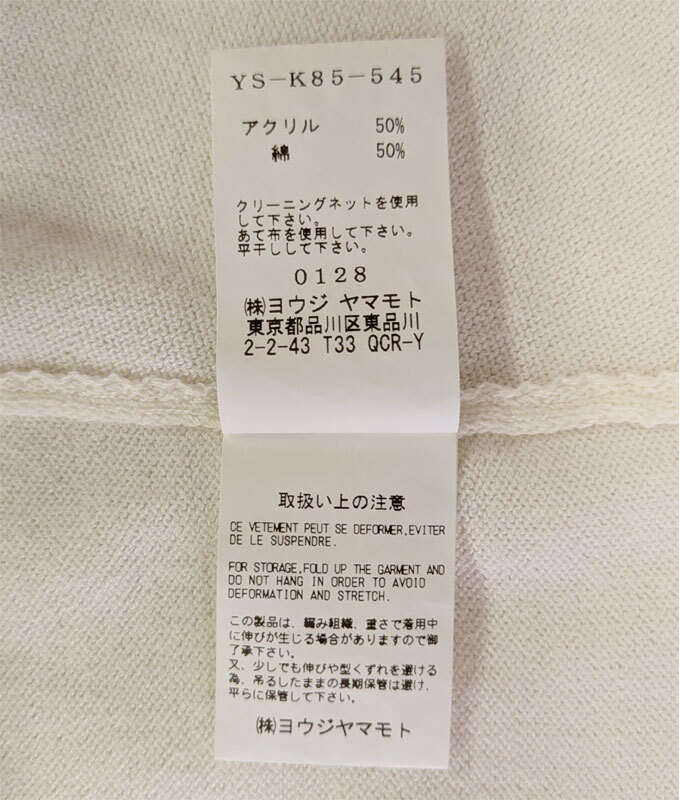 YS-K85-545
アクリル 50%
綿 50%
クリーニングネットを使用
して下さい。
あて布を使用して下さい。
平干しして下さい。
0128
㈱ヨウジ ヤマモト
東京都品川区東品川
2-2-43 T33 QCR-Y
取扱い上の注意
CE VETEMENT PEUT SE DEFORMER,EVITER
DE LE SUSPENDRE.
FOR STORAGE,FOLD UP THE GARMENT AND
DO NOT HANG IN ORDER TO AVOID
DEFORMATION AND STRETCH.
この製品は、編み組織、重さで着用中
に伸びが生じる場合がありますので御
了承下さい。
又、少しでも伸びや型くずれを避ける
為、吊るしたままの長期保管は避け、
平らに保管して下さい。
㈱ヨウジヤマモト